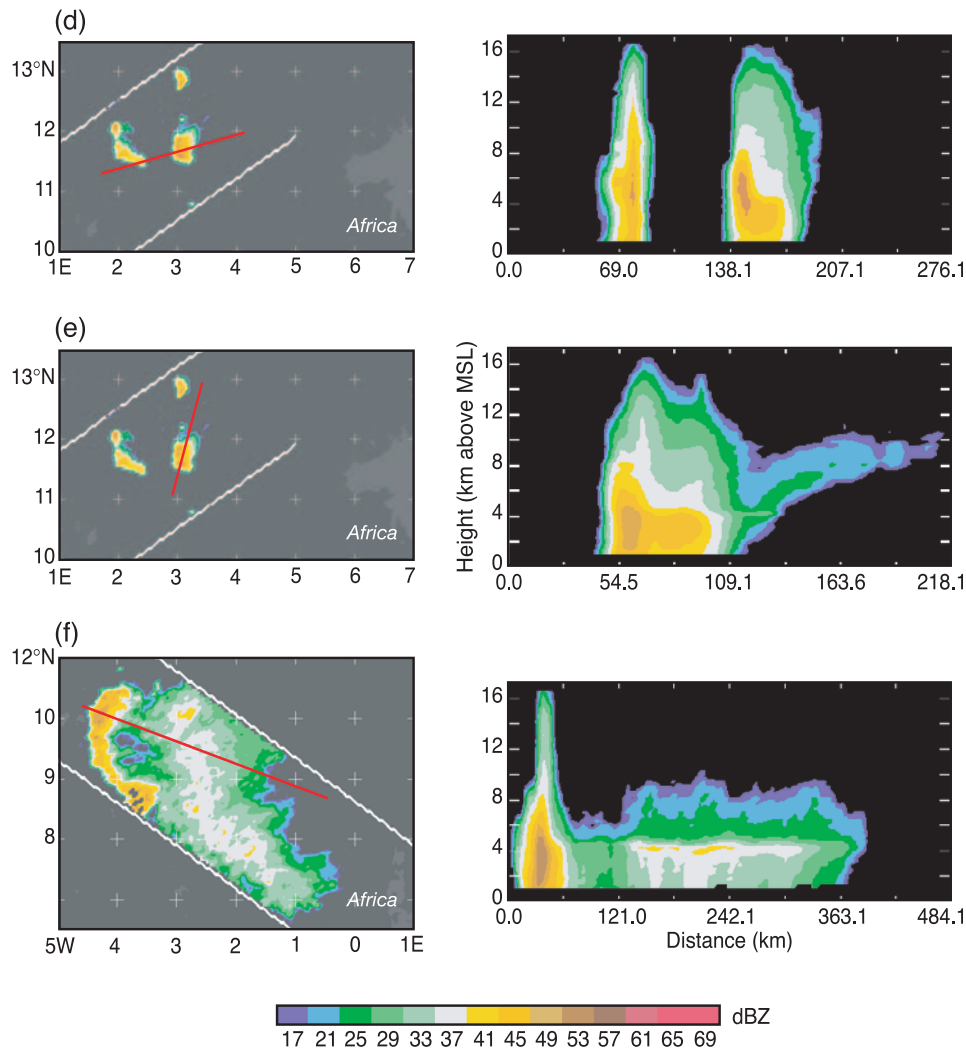 (d)
13°N
12
11
10
1E 2 3 4 5 6 7
Africa
16
12
8
4
0
0.0 69.0 138.1 207.1 276.1
(e)
13°N
12
11
10
1E 2 3 4 5 6 7
Africa
Height (km above MSL)
16
12
8
4
0
0.0 54.5 109.1 163.6 218.1
(f)
12°N
10
9
8
5W 4 3 2 1 0 1E
Africa
16
12
8
4
0
0.0 121.0 242.1 363.1 484.1
Distance (km)
17 21 25 29 33 37 41 45 49 53 57 61 65 69
dBZ